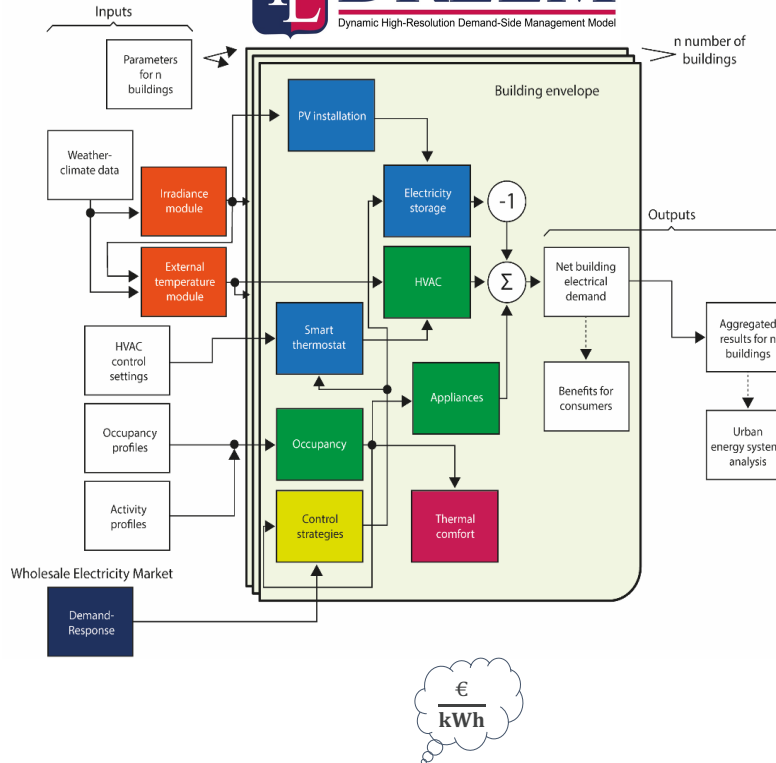 Inputs
Dynamic High-Resolution Demand-Side Management Model
n number of
buildings
Parameters
for n
buildings
Building envelope
PV installation
Weather-
climate data
Irradiance
module
Electricity
storage
-1
Outputs
External
temperature
module
HVAC
Σ
Net building
electrical
demand
Smart
thermostat
HVAC
control
settings
Aggregated
results for n
buildings
Appliances
Benefits for
consumers
Occupancy
profiles
Occupancy
Urban
energy system
analysis
Activity
profiles
Control
strategies
Thermal
comfort
Wholesale Electricity Market
Demand-
Response
€
kWh